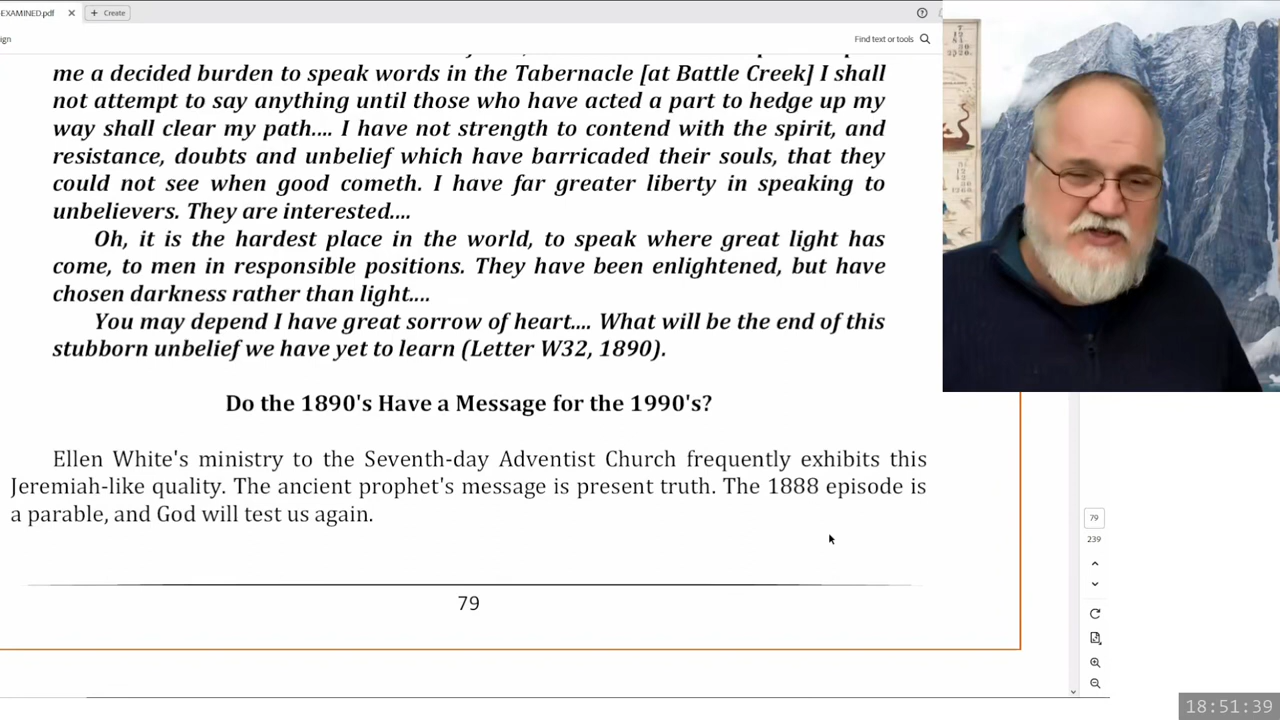 EXAMINED.pdf
Create
ign
Find text or tools
me a decided burden to speak words in the Tabernacle [at Battle Creek] I shall
not attempt to say anything until those who have acted a part to hedge up my
way shall clear my path.... I have not strength to contend with the spirit, and
resistance, doubts and unbelief which have barricaded their souls, that they
could not see when good cometh. I have far greater liberty in speaking to
unbelievers. They are interested....
Oh, it is the hardest place in the world, to speak where great light has
come, to men in responsible positions. They have been enlightened, but have
chosen darkness rather than light....
You may depend I have great sorrow of heart.... What will be the end of this
stubborn unbelief we have yet to learn (Letter W32, 1890).
Do the 1890's Have a Message for the 1990's?
Ellen White's ministry to the Seventh-day Adventist Church frequently exhibits this
Jeremiah-like quality. The ancient prophet's message is present truth. The 1888 episode is
a parable, and God will test us again.
79
79
239
18:51:39